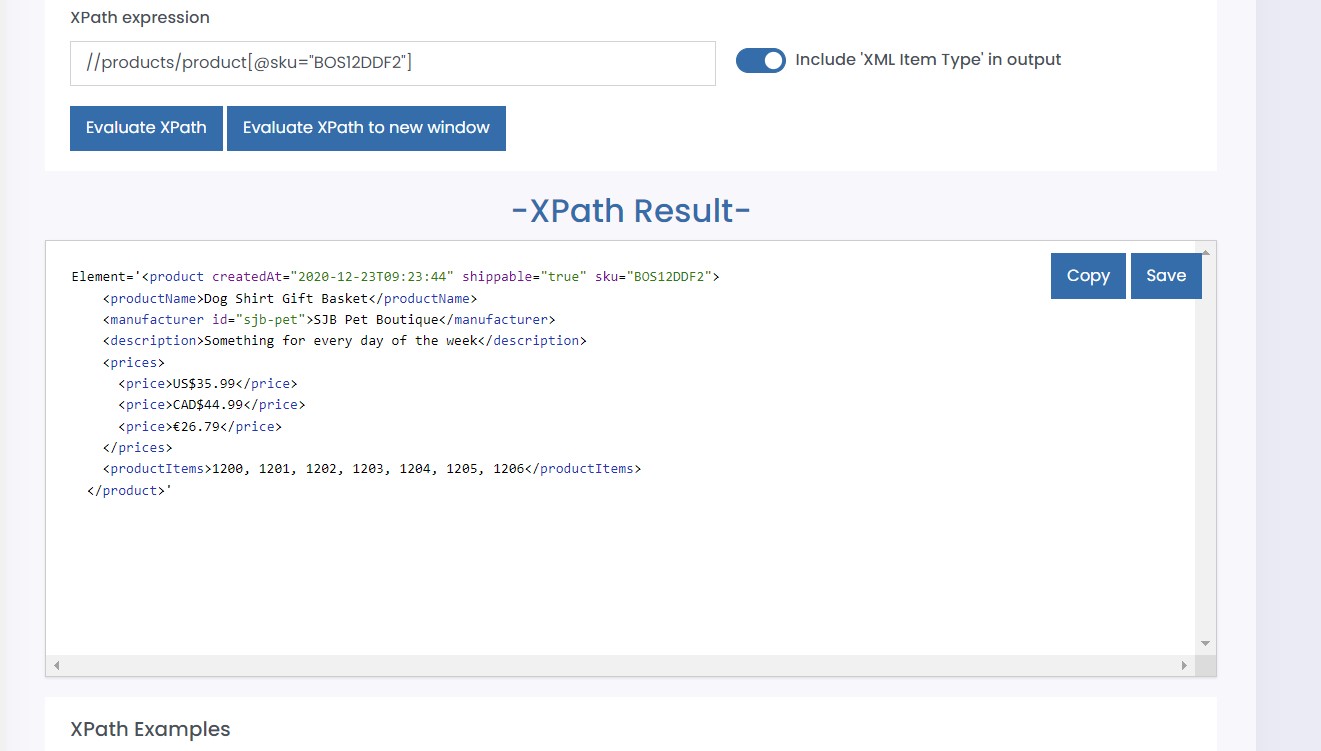 XPath expression
//products/product[@sku="BOS12DDF2"]
Include 'XML Item Type' in output
Evaluate XPath
Evaluate XPath to new window
-XPath Result-
Copy
Save
Element='<product createdAt="2020-12-23T09:23:44" shippable="true" sku="BOS12DDF2">
<productName>Dog Shirt Gift Basket</productName>
<manufacturer id="sjb-pet">SJB Pet Boutique</manufacturer>
<description>Something for every day of the week</description>
<prices>
<price>US$35.99</price>
<price>CAD$44.99</price>
<price>€26.79</price>
</prices>
<productItems>1200, 1201, 1202, 1203, 1204, 1205, 1206</productItems>
</product>'
XPath Examples